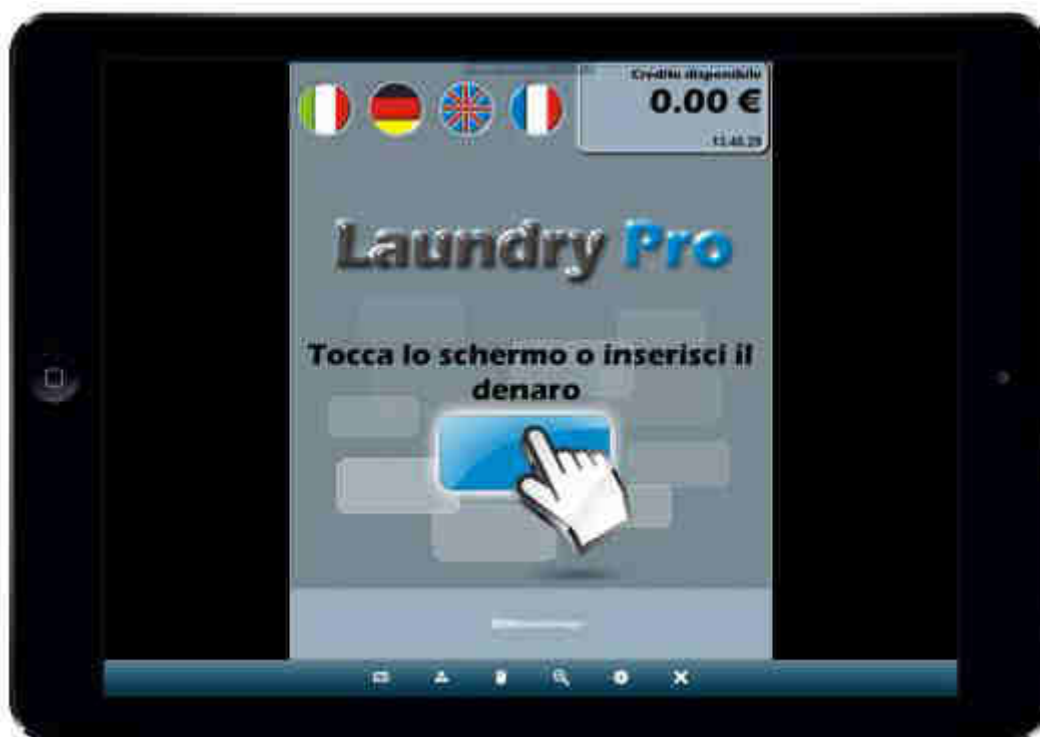 Credito disponibile
0.00 €
Laundry Pro
Tocca lo schermo o inserisci il
denaro